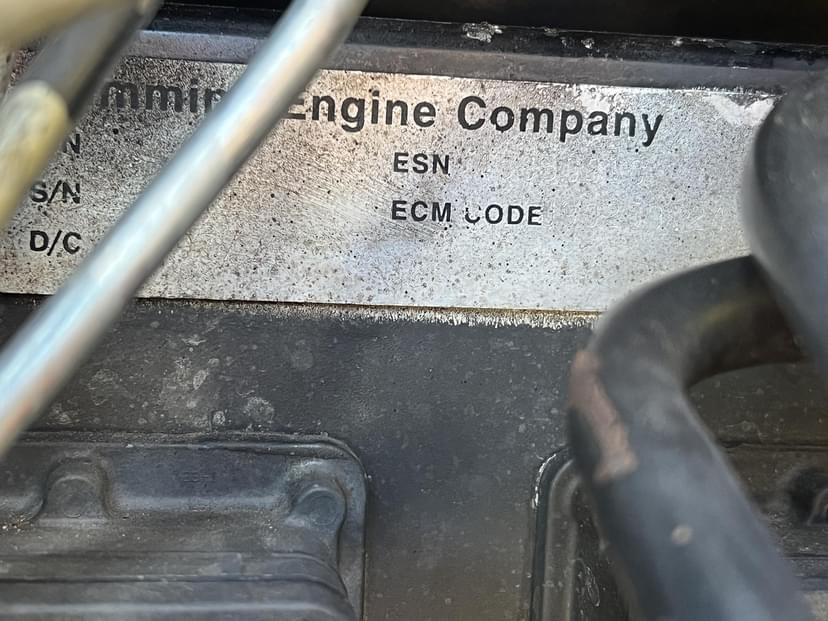 Engine Company
ESN
S/N
ECM CODE
D/C